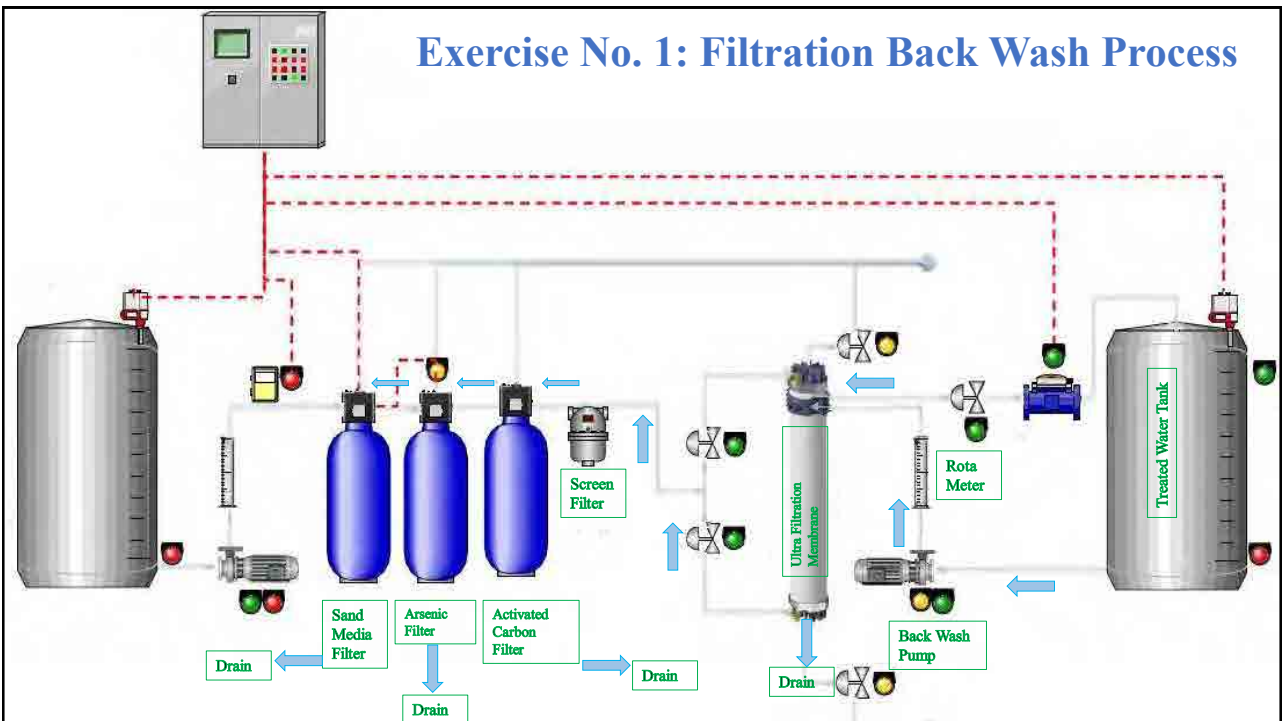 Exercise No. 1: Filtration Back Wash Process
Screen
Filter
Rota
Meter
Ultra Filtration
Membrane
Treated Water Tank
Sand
Media
Filter
Arsenic
Filter
Activated
Carbon
Filter
Back Wash
Pump
Drain
Drain
Drain
Drain